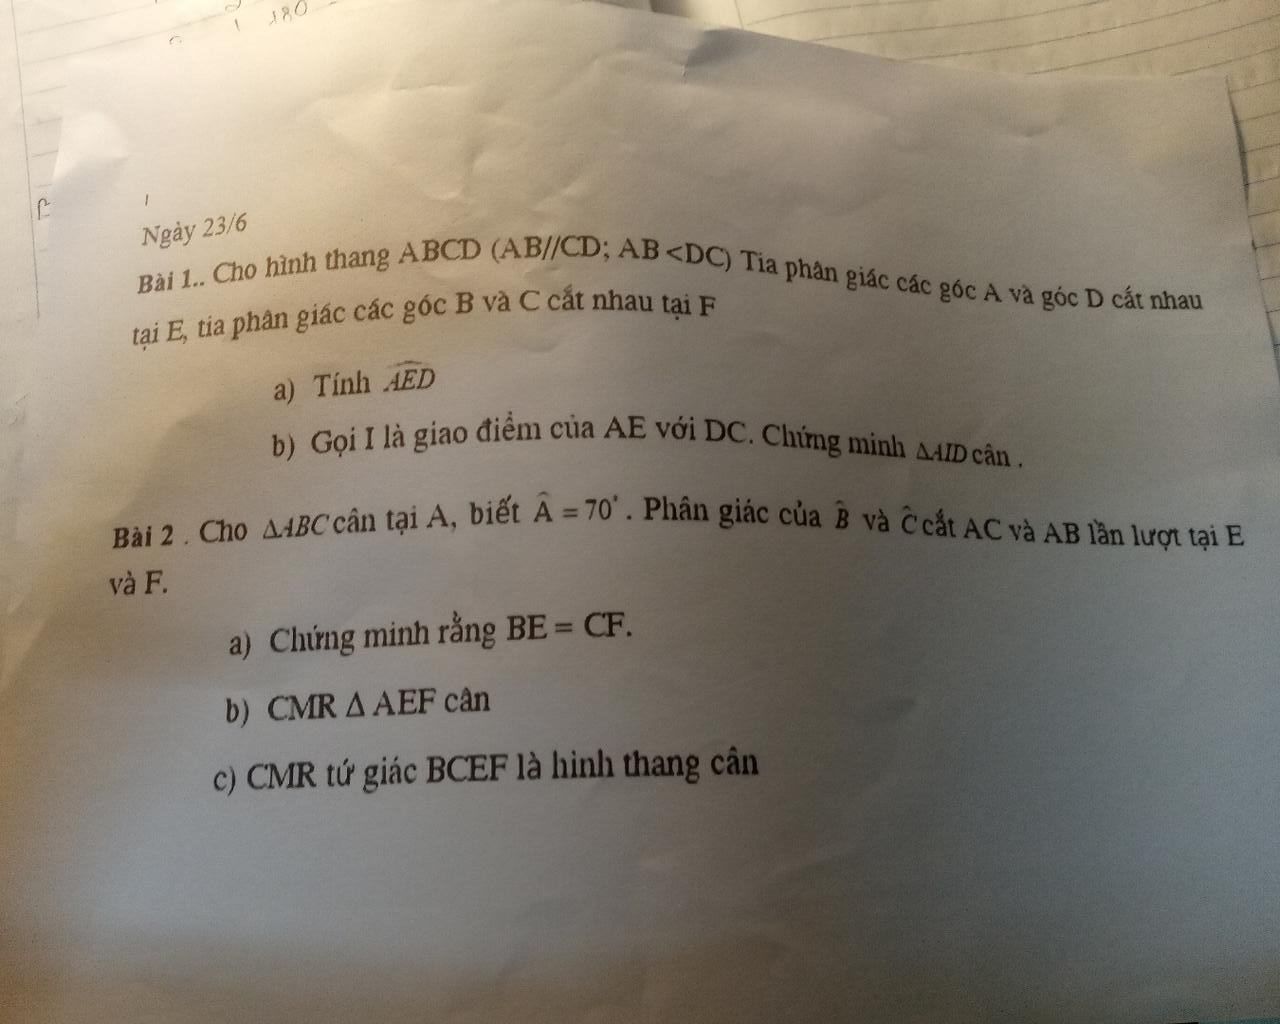 180
Ngày 23/6
Bài 1.. Cho hình thang ABCD (AB//CD; AB <DC) Tia phân giác các góc A và góc D cắt nhau
tại E, tia phân giác các góc B và C cắt nhau tại F
a) Tính AED
b) Gọi I là giao điểm của AE với DC. Chứng minh ΔAID cân .
Bài 2 . Cho ΔABC cân tại A, biết Â = 70° . Phân giác của B̂ và Ĉ cắt AC và AB lần lượt tại E
và F.
a) Chứng minh rằng BE = CF.
b) CMR Δ AEF cân
c) CMR tứ giác BCEF là hình thang cân